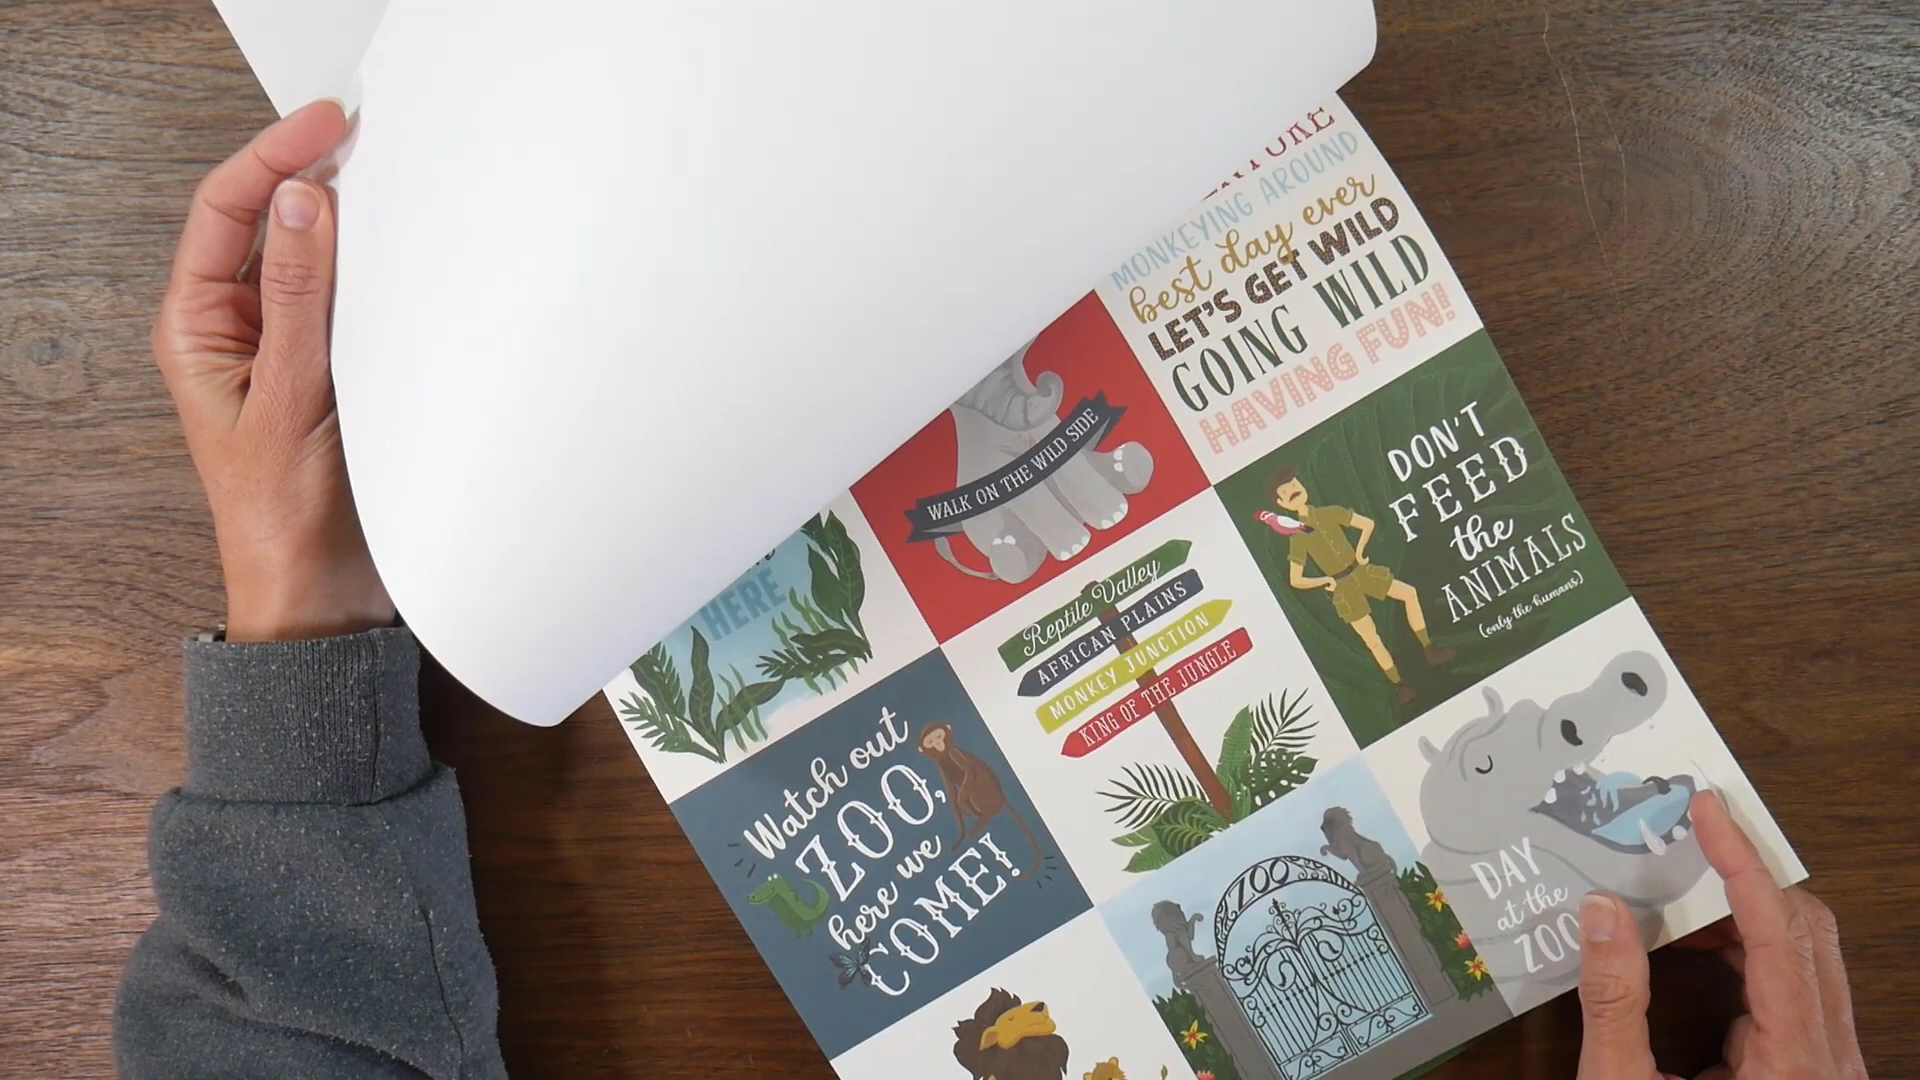 MONKEYING AROUND
best day ever
LET'S GET WILD
GOING WILD
HAVING FUN!
WALK ON THE WILD SIDE
DON'T
FEED
the
ANIMALS
(only the humans)
HERE
Reptile Valley
AFRICAN PLAINS
MONKEY JUNCTION
KING OF THE JUNGLE
Watch out
ZOO,
here we
COME!
ZOO
DAY
at the
ZOO